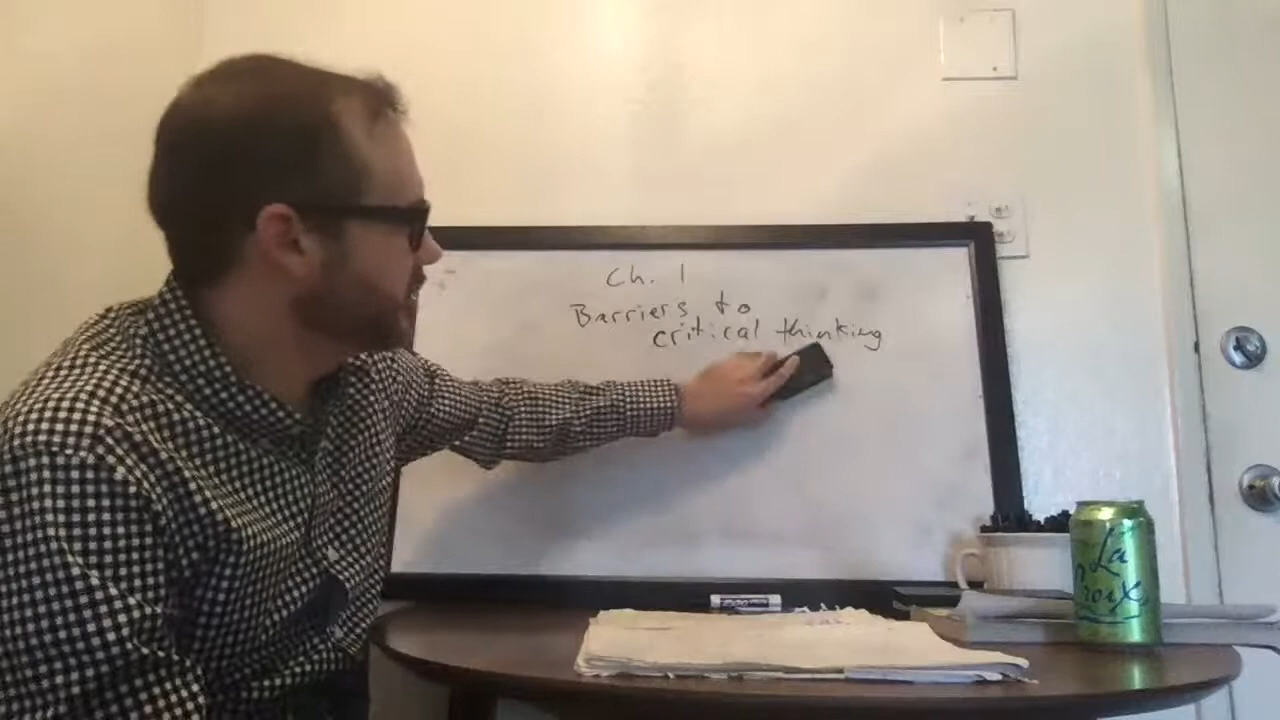 Ch. 1
Barriers to
critical thinking
La
Croix